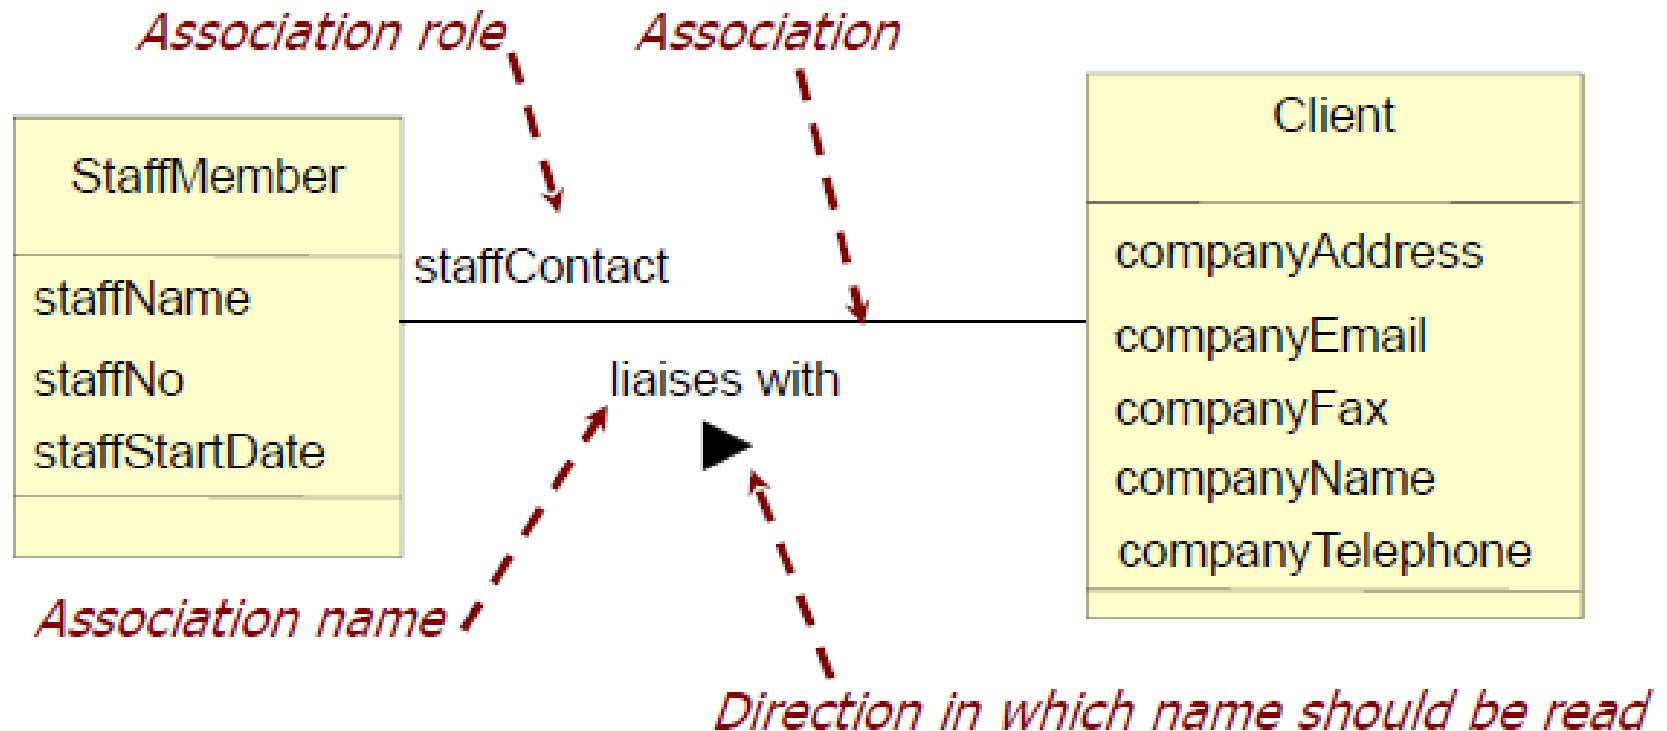 Association role
Association
Client
StaffMember
staffContact
companyAddress
staffName
companyEmail
staffNo
liaises with
companyFax
staffStartDate
companyName
companyTelephone
Association name
Direction in which name should be read